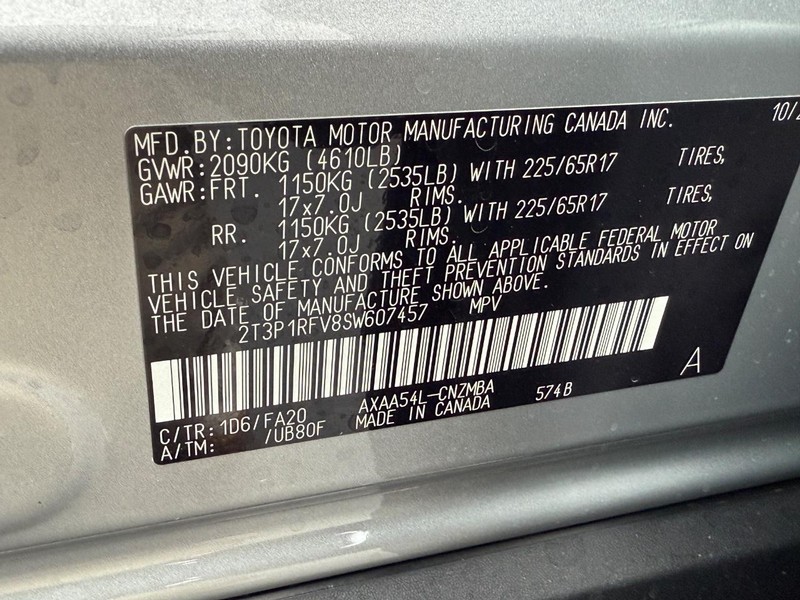 10/2
MFD.BY:TOYOTA MOTOR MANUFACTURING CANADA INC.
GVWR:2090KG (4610LB)
GAWR:FRT. 1150KG (2535LB) WITH 225/65R17 TIRES,
17x7.0J RIMS.
RR. 1150KG (2535LB) WITH 225/65R17 TIRES,
17x7.0J RIMS.
THIS VEHICLE CONFORMS TO ALL APPLICABLE FEDERAL MOTOR
VEHICLE SAFETY AND THEFT PREVENTION STANDARDS IN EFFECT ON
THE DATE OF MANUFACTURE SHOWN ABOVE.
2T3P1RFV8SW607457 MPV
A
C/TR: 1D6/FA20 AXAA54L-CNZMBA 574B
A/TM: /UB80F MADE IN CANADA